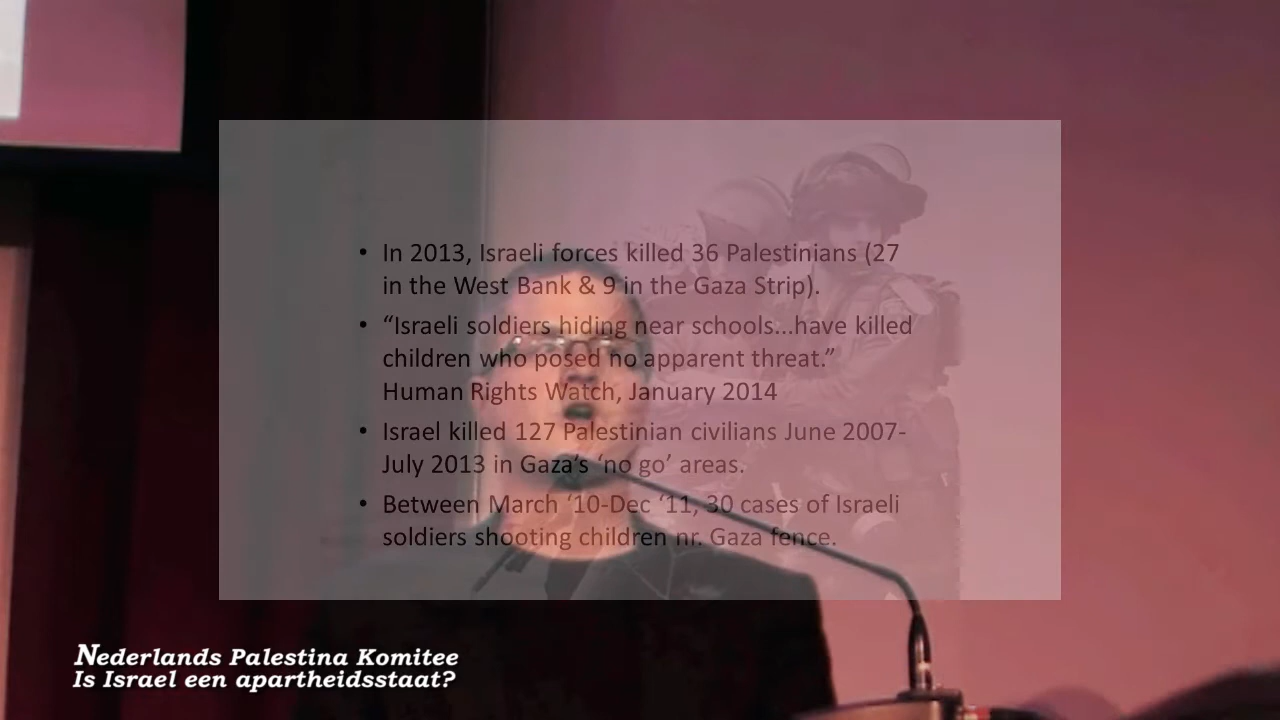 • In 2013, Israeli forces killed 36 Palestinians (27
in the West Bank & 9 in the Gaza Strip).
• “Israeli soldiers hiding near schools...have killed
children who posed no apparent threat.”
Human Rights Watch, January 2014
• Israel killed 127 Palestinian civilians June 2007-
July 2013 in Gaza’s ‘no go’ areas.
• Between March ‘10-Dec ‘11, 30 cases of Israeli
soldiers shooting children nr. Gaza fence.
Nederlands Palestina Komitee
Is Israel een apartheidsstaat?